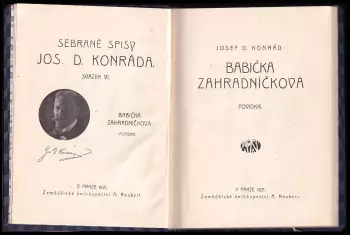 SEBRANÉ SPISY
JOS. D. KONRÁDA.
SVAZEK VI.
BABIČKA
ZAHRADNÍČKOVÁ
POVÍDKA.
V PRAZE 1921.
Zemědělské knihkupectví A. Neubert.
JOSEF D. KONRÁD
BABIČKA
ZAHRADNÍČKOVÁ
POVÍDKA.
V PRAZE 1921.
Zemědělské knihkupectví A. Neubert.